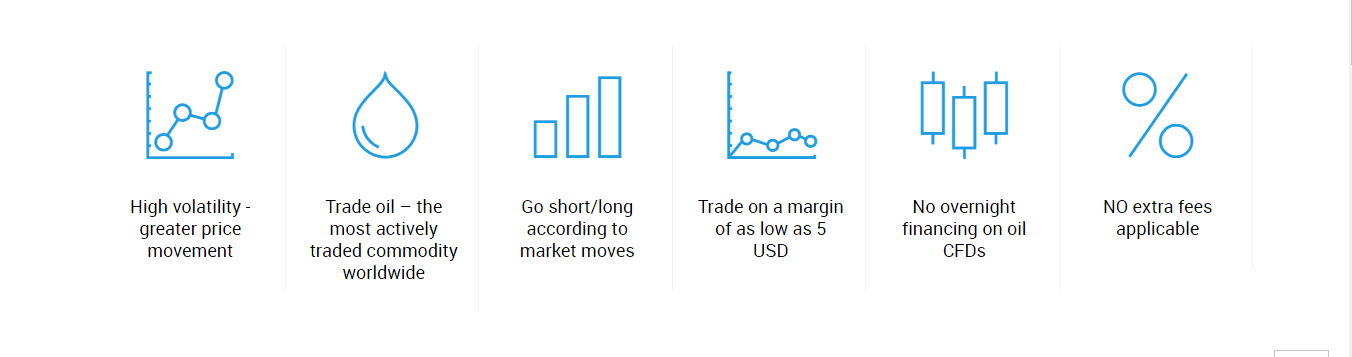 High volatility -
greater price
movement
Trade oil – the
most actively
traded commodity
worldwide
Go short/long
according to
market moves
Trade on a margin
of as low as 5
USD
No overnight
financing on oil
CFDs
NO extra fees
applicable